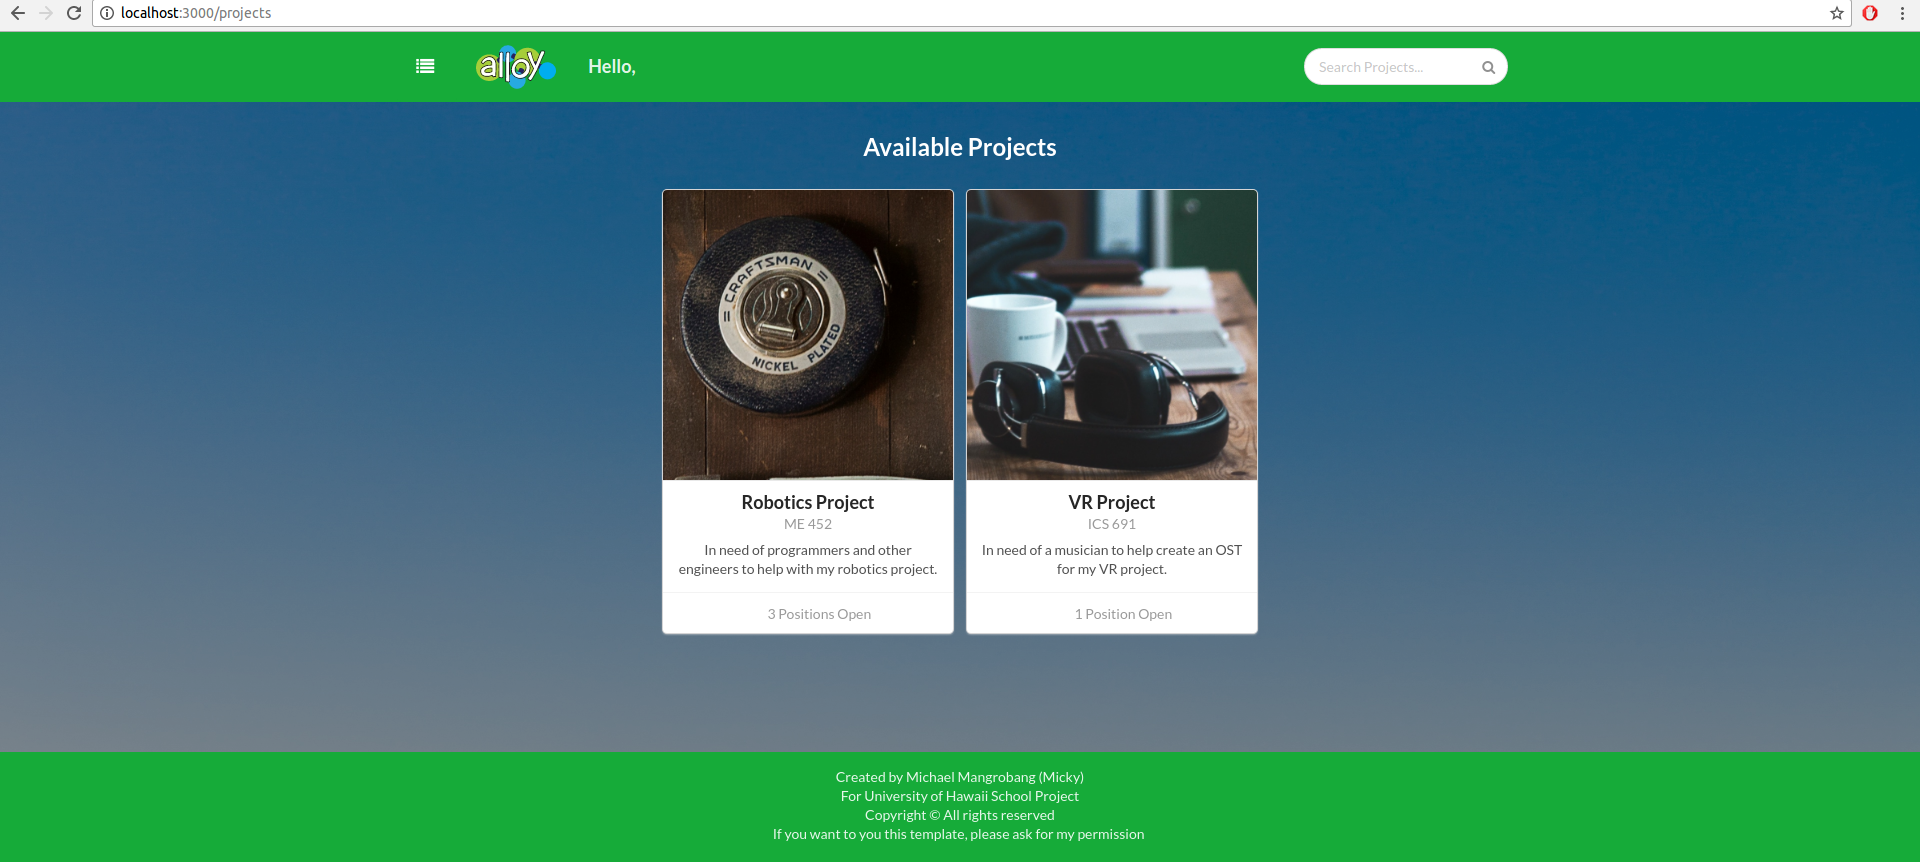 localhost:3000/projects
alloy
Hello,
Search Projects...
Available Projects
= CRAFTSMAN =
NICKEL PLATED
Robotics Project
ME 452
In need of programmers and other
engineers to help with my robotics project.
3 Positions Open
VR Project
ICS 691
In need of a musician to help create an OST
for my VR project.
1 Position Open
Created by Michael Mangrobang (Micky)
For University of Hawaii School Project
Copyright © All rights reserved
If you want to you this template, please ask for my permission